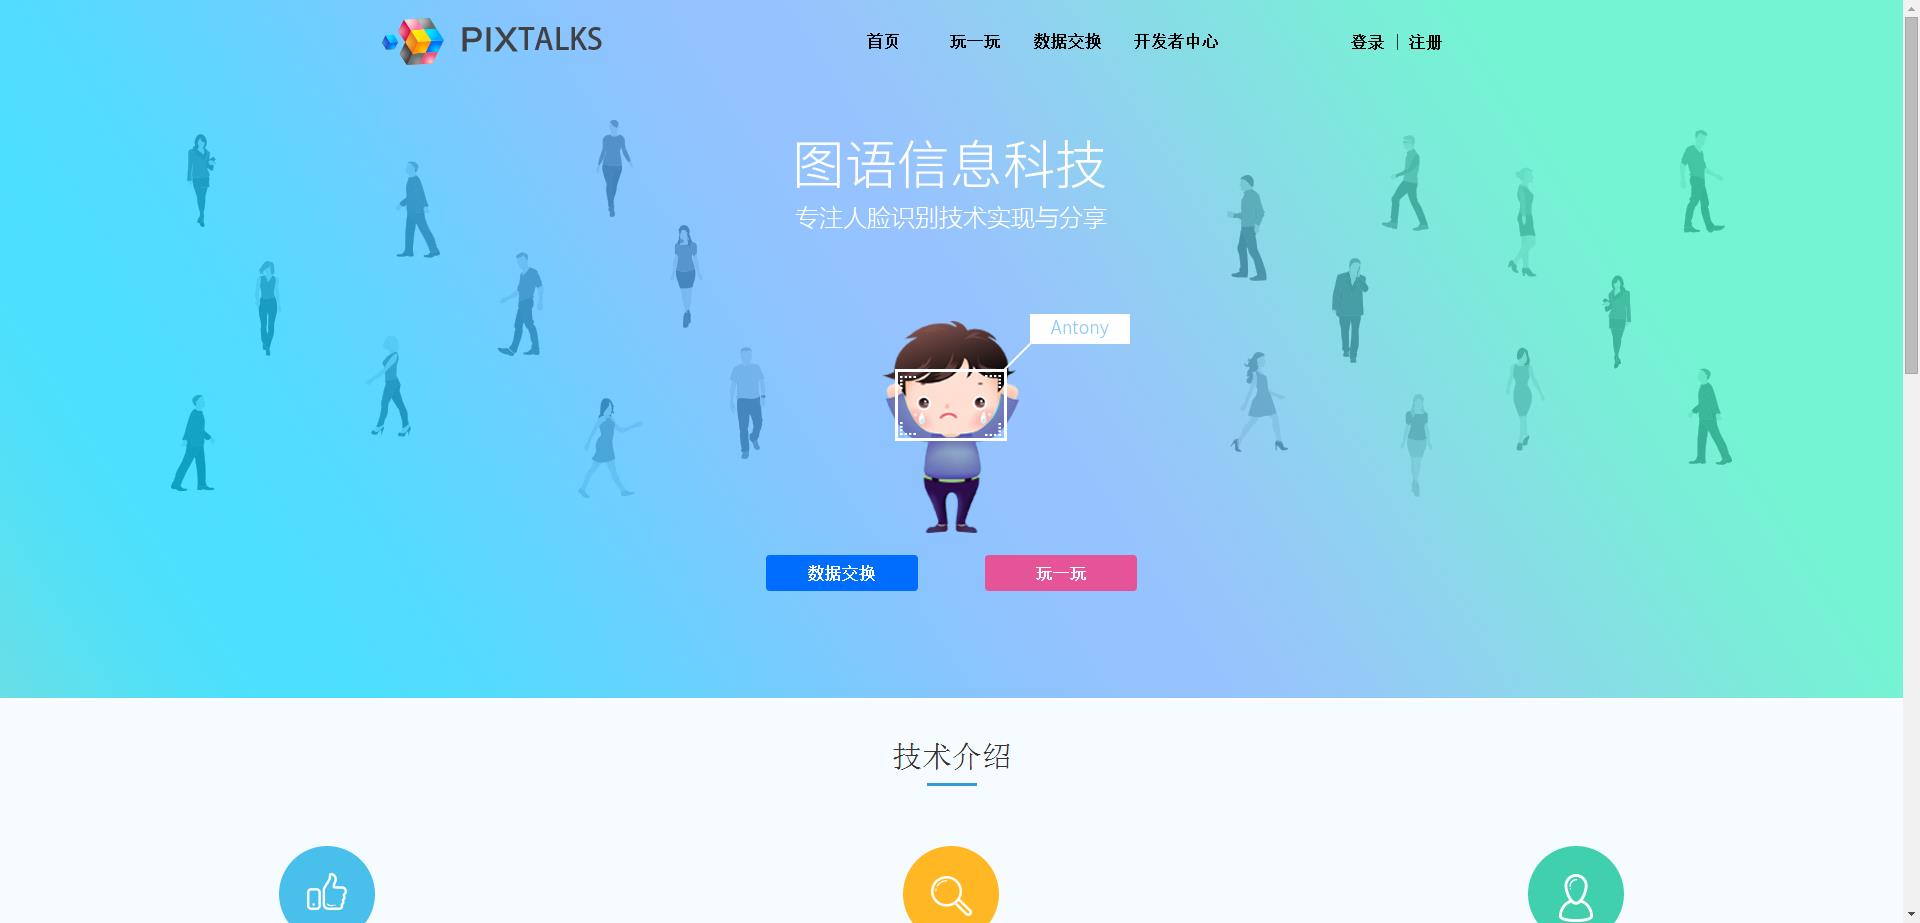 PIXTALKS
首页 玩一玩 数据交换 开发者中心 登录 | 注册
图语信息科技
专注人脸识别技术实现与分享
Antony
数据交换 玩一玩
技术介绍